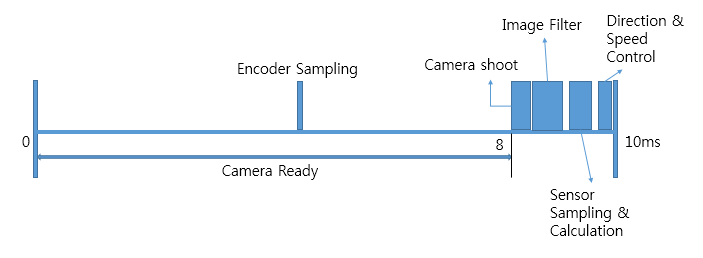 Direction &
Speed
Control
Image Filter
Camera shoot
Encoder Sampling
0
8
10ms
Camera Ready
Sensor
Sampling &
Calculation